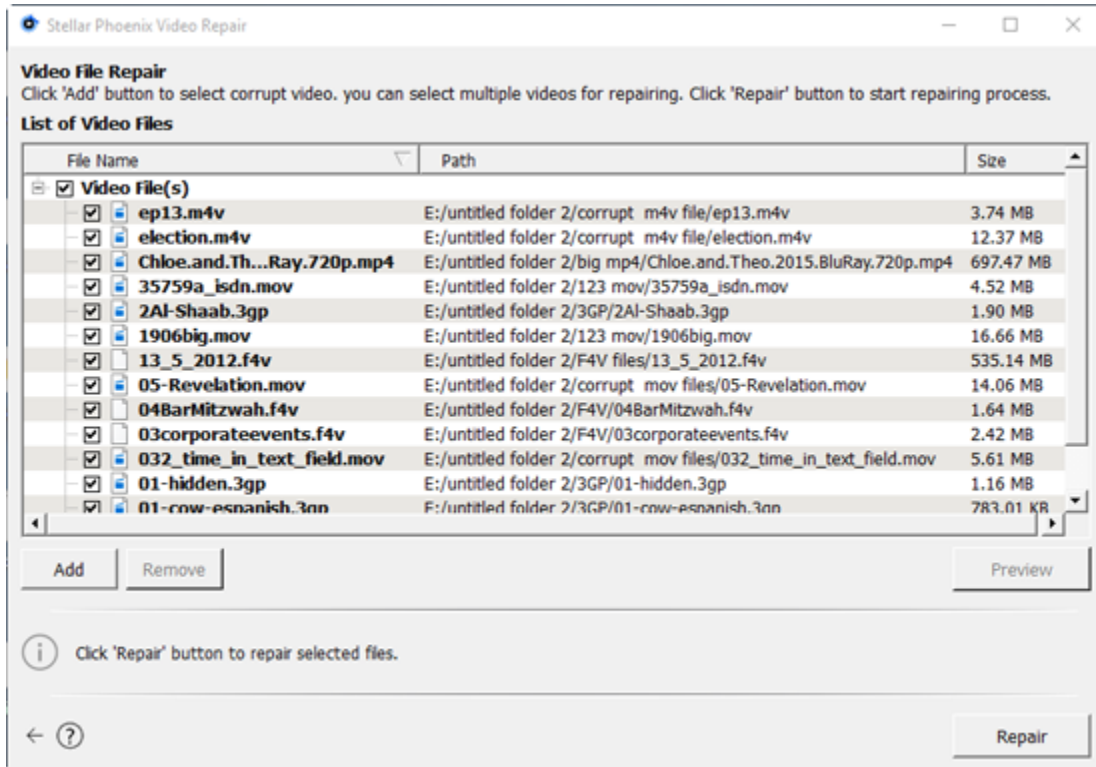 Stellar Phoenix Video Repair
Video File Repair
Click 'Add' button to select corrupt video. you can select multiple videos for repairing. Click 'Repair' button to start repairing process.
List of Video Files
File Name Path Size
Video File(s)
ep13.m4v E:/untitled folder 2/corrupt m4v file/ep13.m4v 3.74 MB
election.m4v E:/untitled folder 2/corrupt m4v file/election.m4v 12.37 MB
Chloe.and.Th...Ray.720p.mp4 E:/untitled folder 2/big mp4/Chloe.and.Theo.2015.BluRay.720p.mp4 697.47 MB
35759a_isdn.mov E:/untitled folder 2/123 mov/35759a_isdn.mov 4.52 MB
2Al-Shaab.3gp E:/untitled folder 2/3GP/2Al-Shaab.3gp 1.90 MB
1906big.mov E:/untitled folder 2/123 mov/1906big.mov 16.66 MB
13_5_2012.f4v E:/untitled folder 2/F4V files/13_5_2012.f4v 535.14 MB
05-Revelation.mov E:/untitled folder 2/corrupt mov files/05-Revelation.mov 14.06 MB
04BarMitzwah.f4v E:/untitled folder 2/F4V/04BarMitzwah.f4v 1.64 MB
03corporateevents.f4v E:/untitled folder 2/F4V/03corporateevents.f4v 2.42 MB
032_time_in_text_field.mov E:/untitled folder 2/corrupt mov files/032_time_in_text_field.mov 5.61 MB
01-hidden.3gp E:/untitled folder 2/3GP/01-hidden.3gp 1.16 MB
01-cow-espanish.3gp E:/untitled folder 2/3GP/01-cow-espanish.3gp 783.01 KB
Add Remove Preview
Click 'Repair' button to repair selected files.
Repair